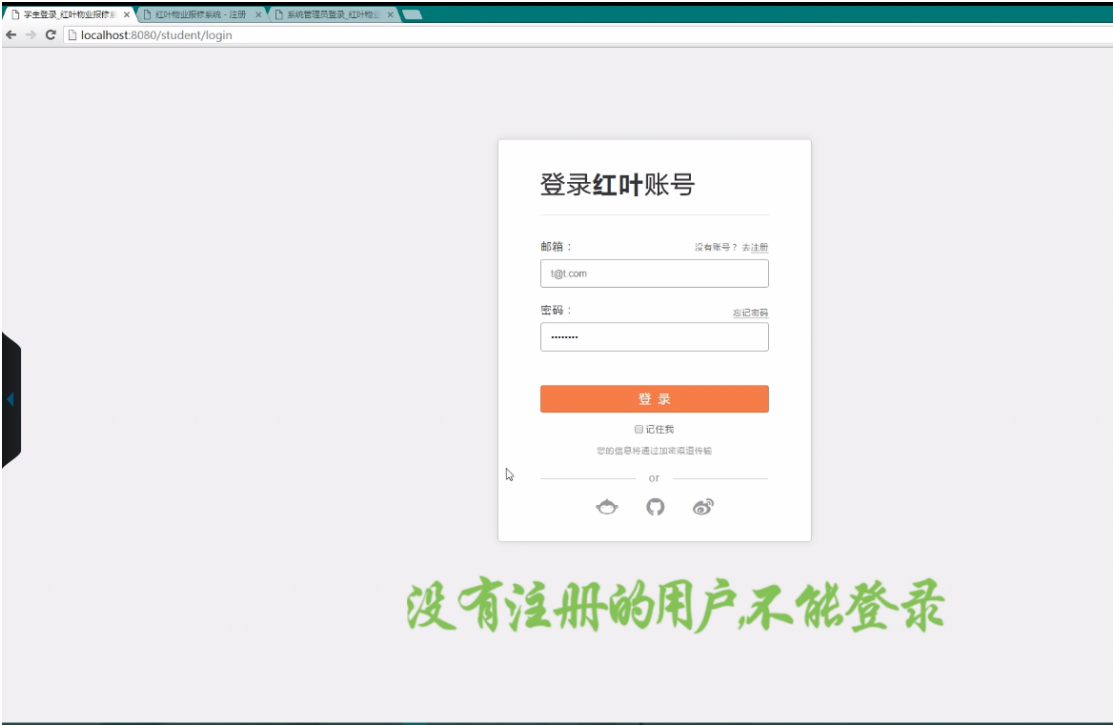 学生登录_红叶物业报修系
红叶物业报修系统 - 注册
系统管理员登录_红叶物业
localhost:8080/student/login
登录红叶账号
邮箱：
没有账号？ 去注册
t@t.com
密码：
忘记密码
••••••••
登 录
记住我
您的信息将通过加密渠道传输
or
没有注册的用户,不能登录